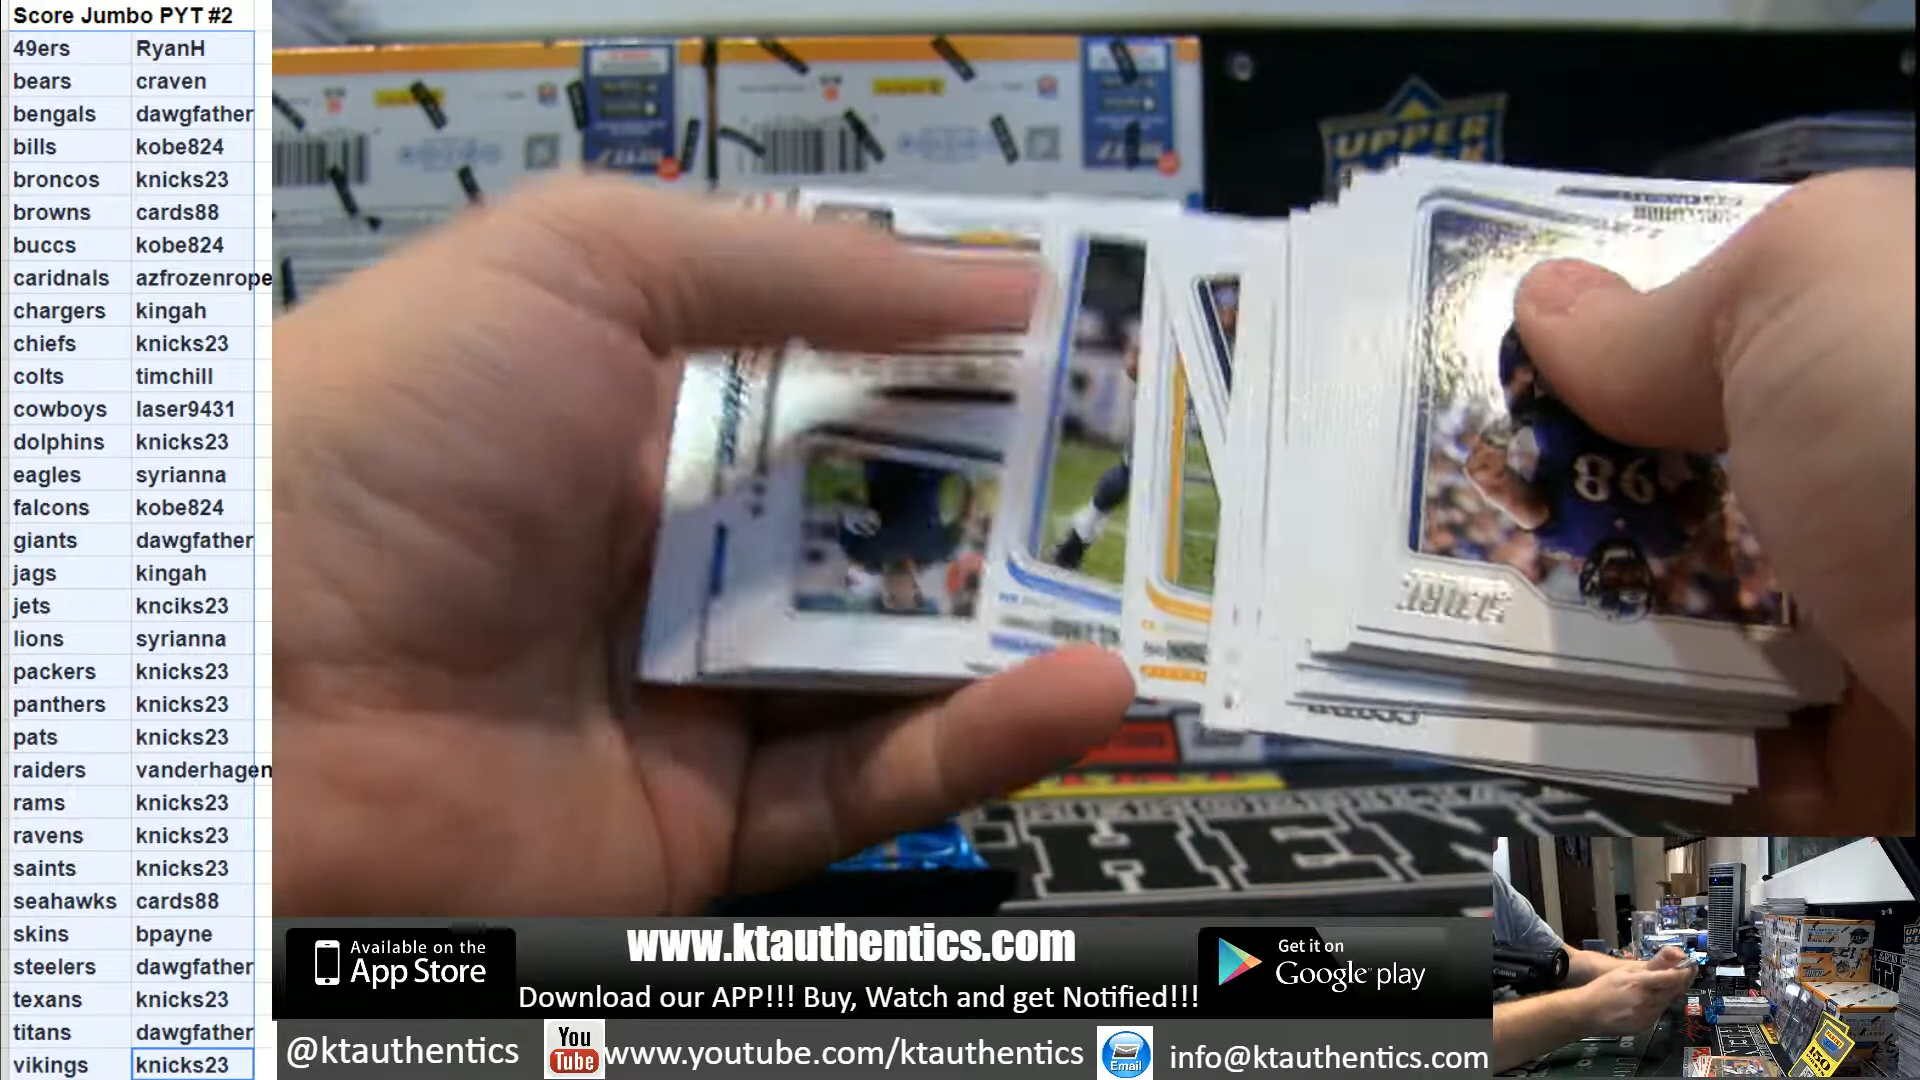 Score Jumbo PYT #2
49ers RyanH
bears craven
bengals dawgfather
bills kobe824
broncos knicks23
browns cards88
buccs kobe824
caridnals azfrozenrope
chargers kingah
chiefs knicks23
colts timchill
cowboys laser9431
dolphins knicks23
eagles syrianna
falcons kobe824
giants dawgfather
jags kingah
jets knciks23
lions syrianna
packers knicks23
panthers knicks23
pats knicks23
raiders vanderhagen
rams knicks23
ravens knicks23
saints knicks23
seahawks cards88
skins bpayne
steelers dawgfather
texans knicks23
titans dawgfather
vikings knicks23
UPPER
SCORE
Available on the
App Store
www.ktauthentics.com
Get it on
Google play
Download our APP!!! Buy, Watch and get Notified!!!
@ktauthentics
You
Tube
www.youtube.com/ktauthentics
Email
info@ktauthentics.com